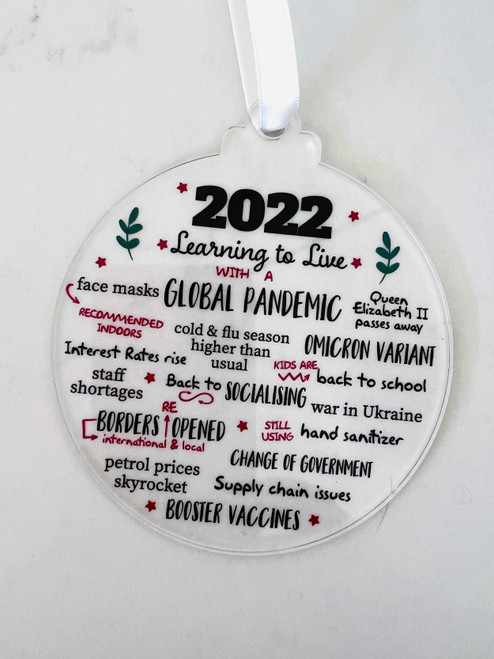 2022
Learning to Live
WITH A
face masks GLOBAL PANDEMIC
Queen
Elizabeth II
passes away
RECOMMENDED
INDOORS
cold & flu season
higher than
usual
OMICRON VARIANT
Interest Rates rise
KIDS ARE
back to school
staff
shortages
Back to SOCIALISING
war in Ukraine
RE
BORDERS OPENED
international & local
STILL
USING
hand sanitizer
petrol prices
skyrocket
CHANGE OF GOVERNMENT
Supply chain issues
BOOSTER VACCINES